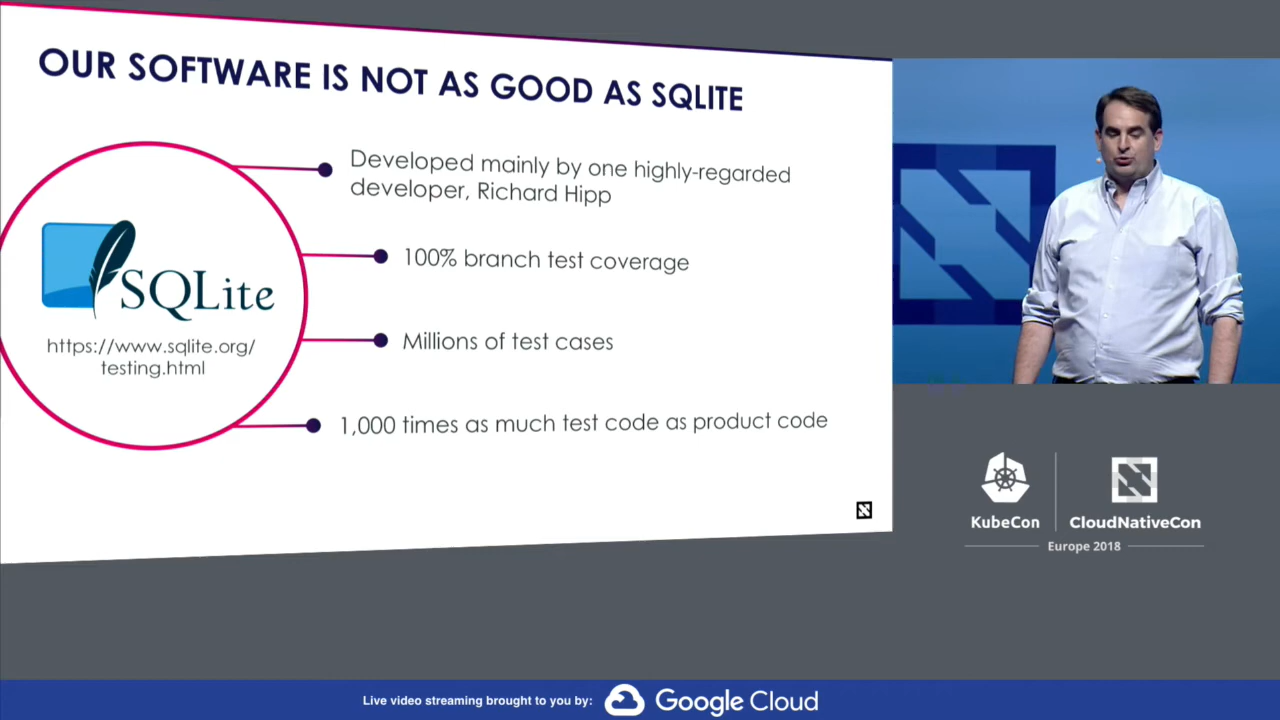 OUR SOFTWARE IS NOT AS GOOD AS SQLITE
Developed mainly by one highly-regarded
developer, Richard Hipp
100% branch test coverage
SQLite
https://www.sqlite.org/
testing.html
Millions of test cases
1,000 times as much test code as product code
KubeCon
CloudNativeCon
Europe 2018
Live video streaming brought to you by:
Google Cloud